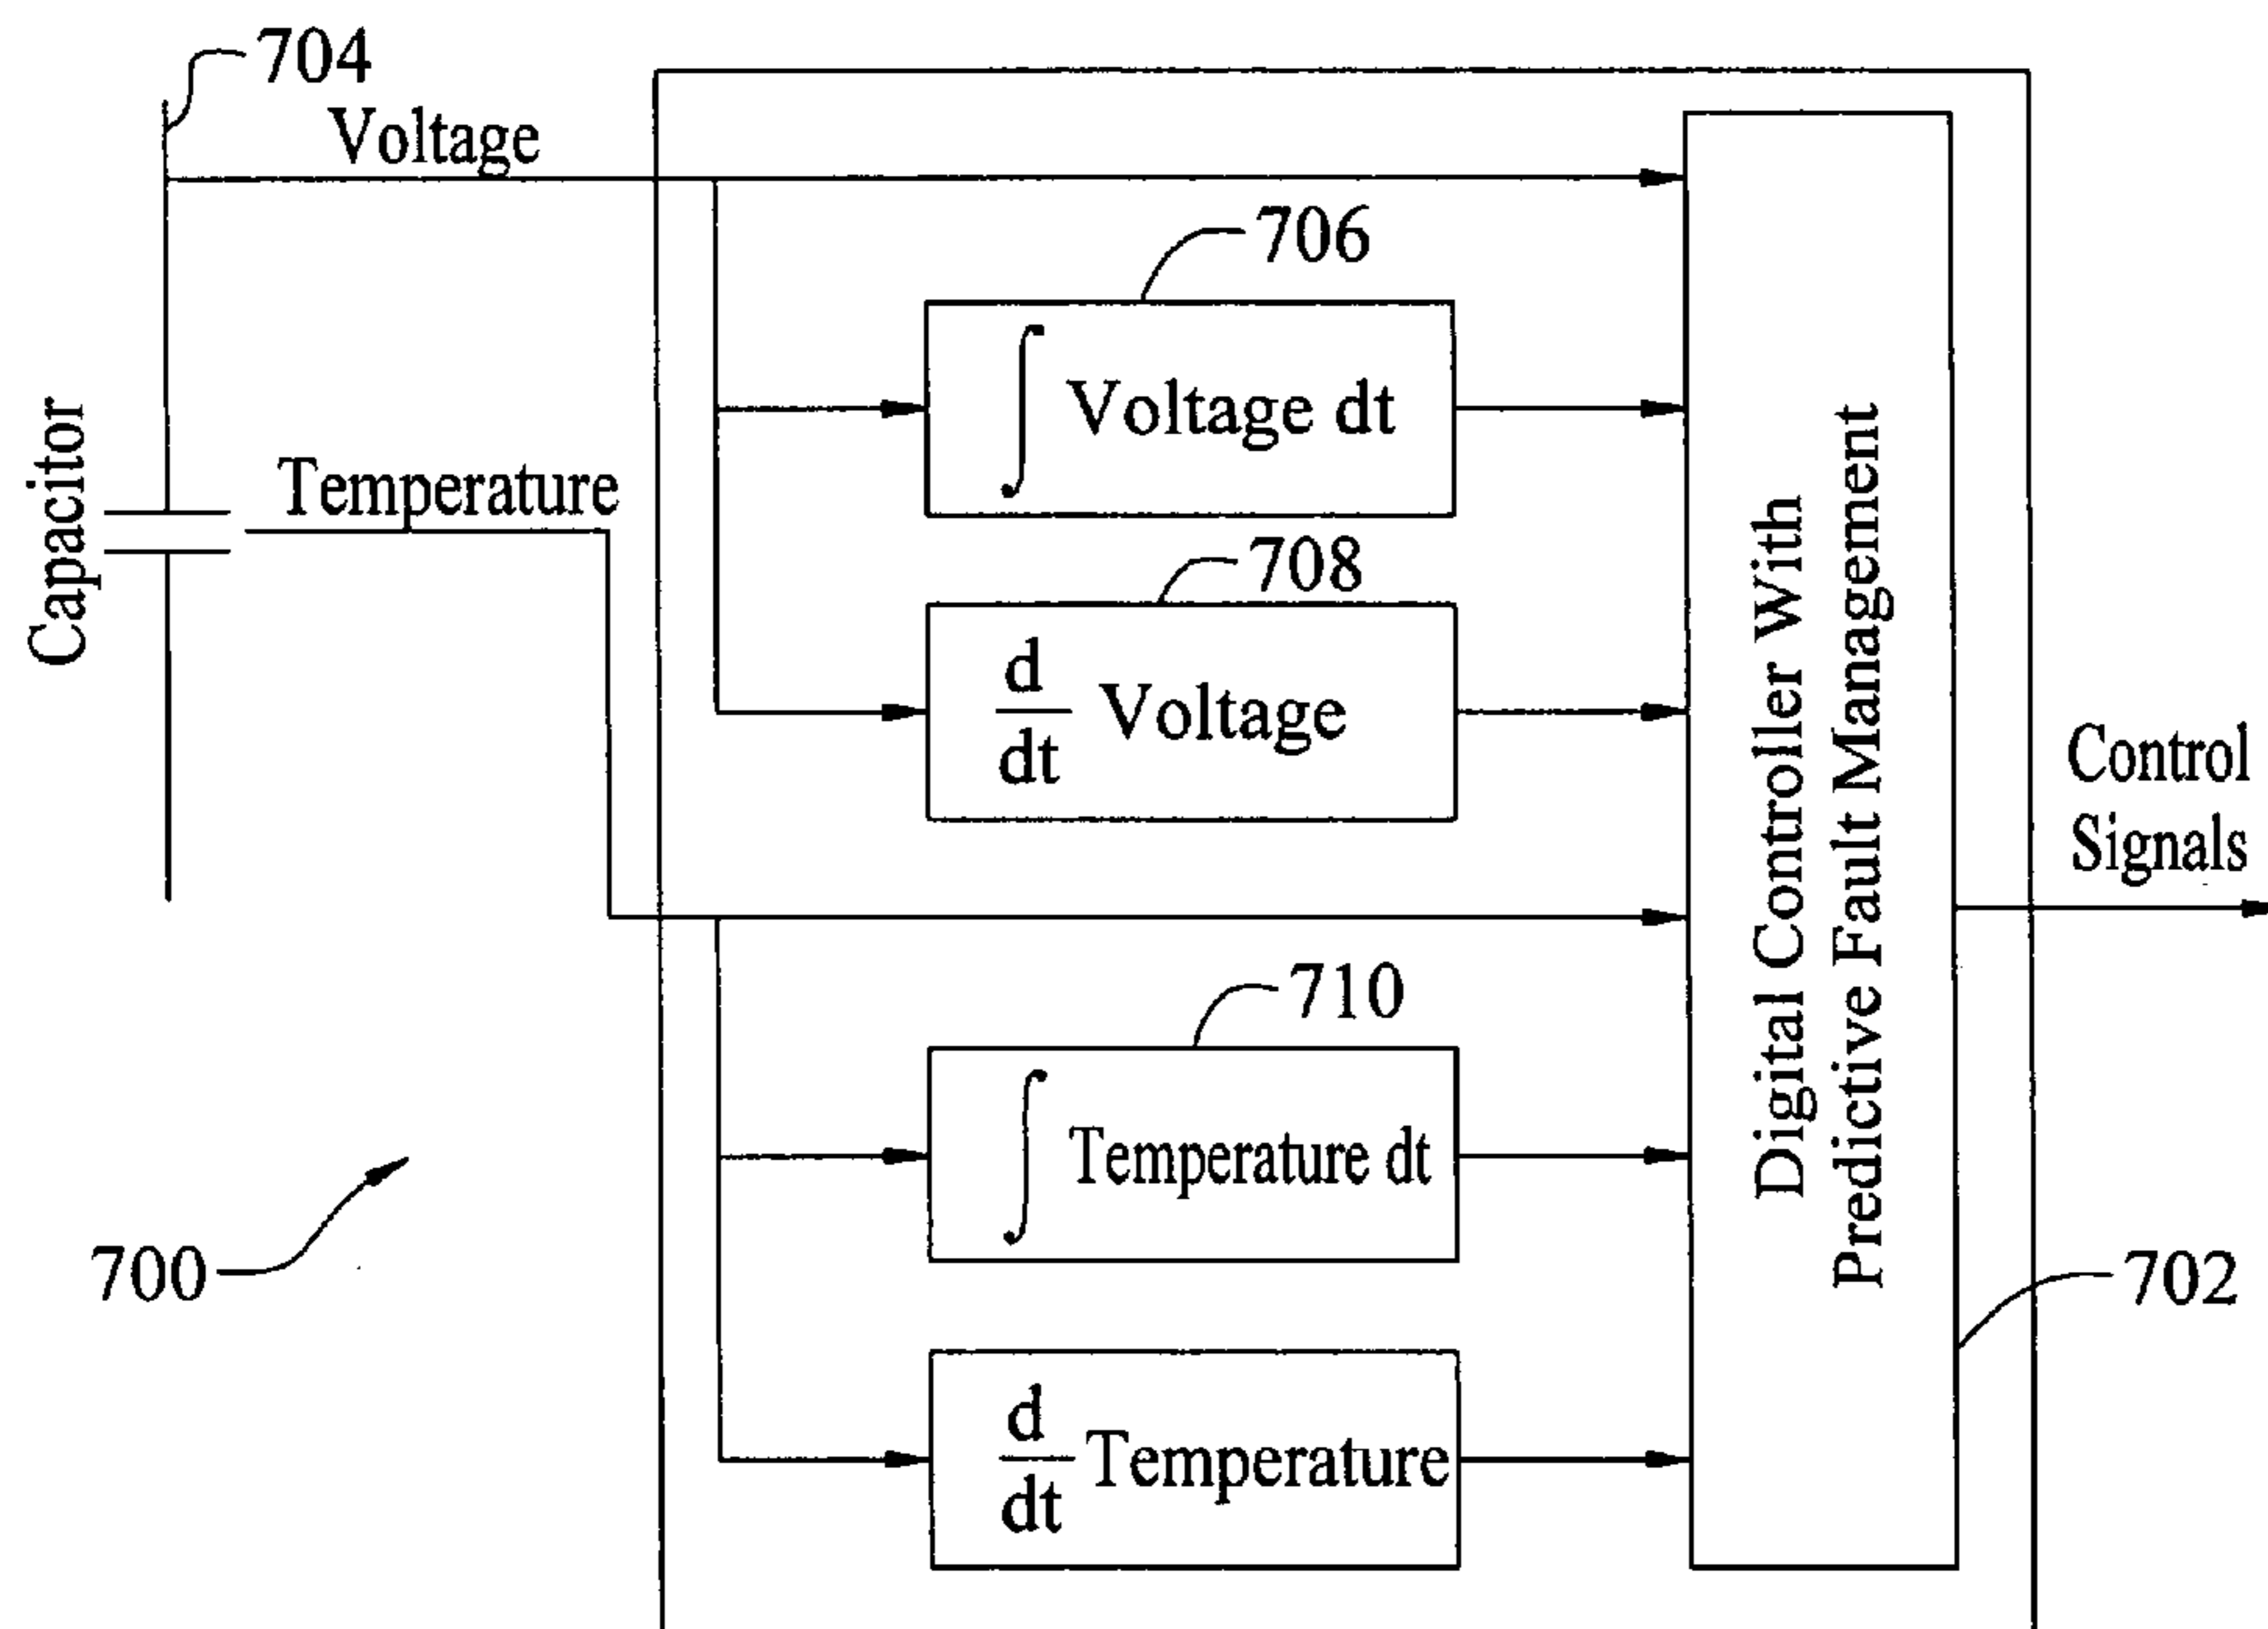 704
Voltage
706
∫ Voltage dt
Capacitor
Temperature
708
d
dt
Voltage
Digital Controller With
Predictive Fault Management
Control
Signals
710
∫ Temperature dt
700
702
d
dt
Temperature